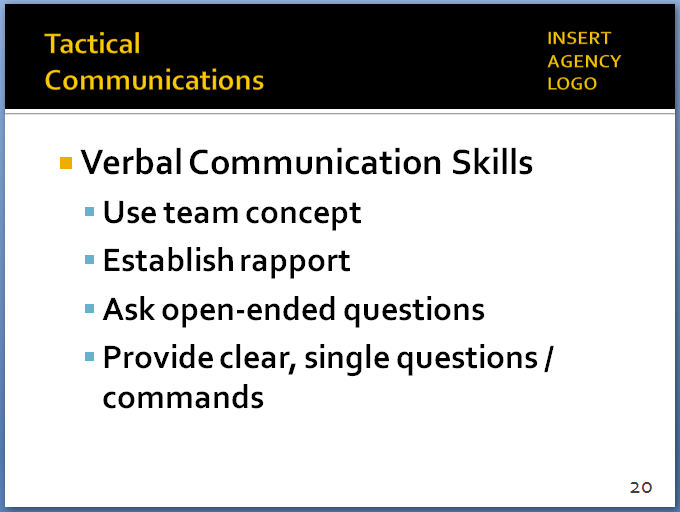 Tactical
Communications
INSERT
AGENCY
LOGO
Verbal Communication Skills
Use team concept
Establish rapport
Ask open-ended questions
Provide clear, single questions /
commands
20